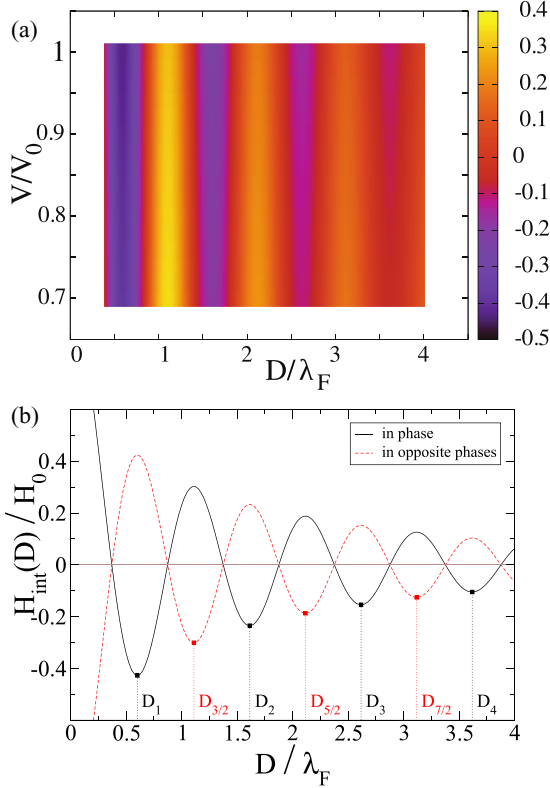 (a)
V/V0
1
0.9
0.8
0.7
0 1 2 3 4
D/λF
0.4
0.3
0.2
0.1
0
-0.1
-0.2
-0.3
-0.4
-0.5
(b)
Hint(D) / H0
0.4
0.2
0
-0.2
-0.4
in phase
in opposite phases
D1 D3/2 D2 D5/2 D3 D7/2 D4
0 0.5 1 1.5 2 2.5 3 3.5 4
D / λF